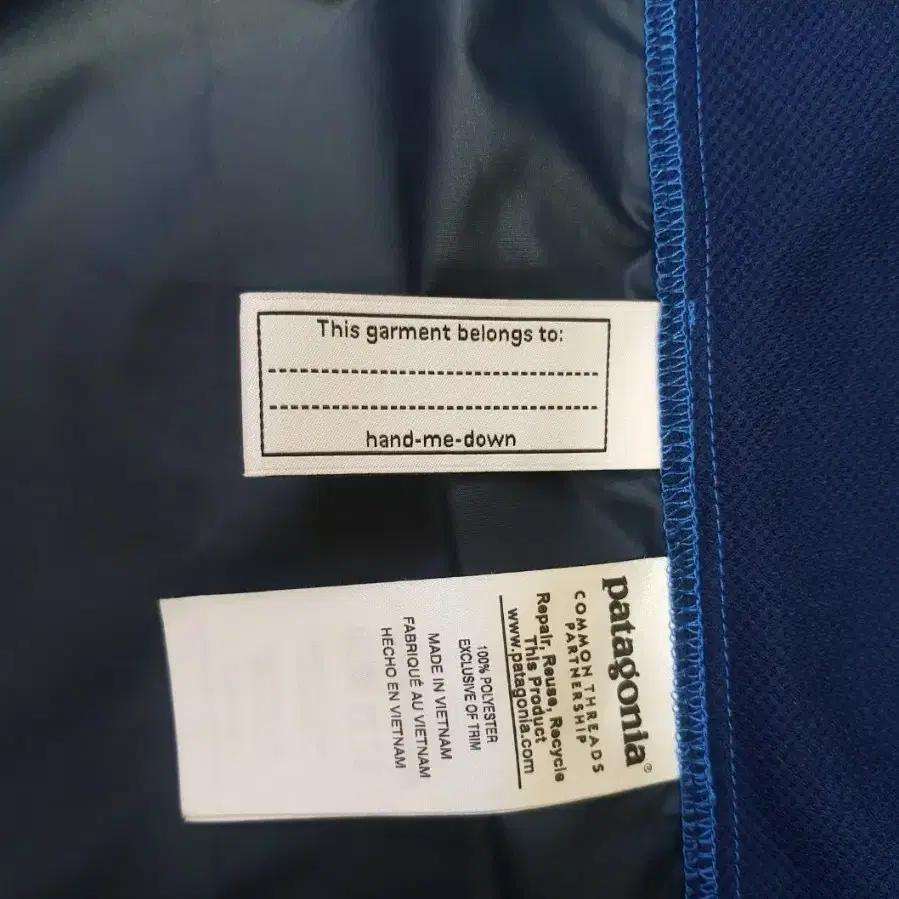 This garment belongs to:
hand-me-down
patagonia®
COMMON THREADS
PARTNERSHIP
Repair, Reuse, Recycle
This Product
www.patagonia.com
100% POLYESTER
EXCLUSIVE OF TRIM
MADE IN VIETNAM
FABRIQUÉ AU VIETNAM
HECHO EN VIETNAM